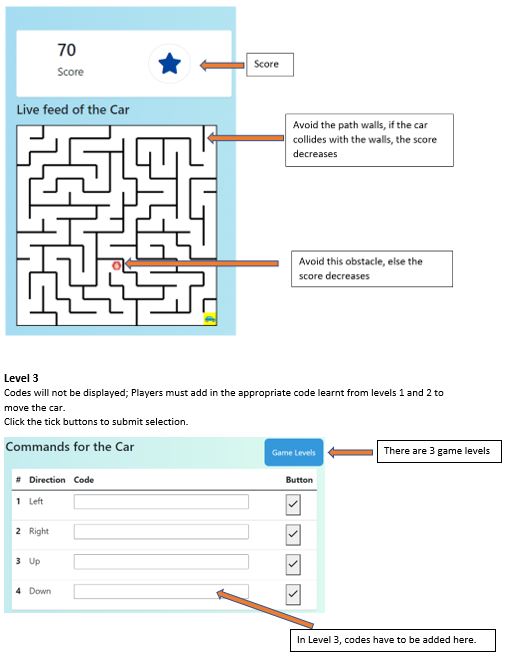 70
Score
Score
Live feed of the Car
Avoid the path walls, if the car
collides with the walls, the score
decreases
Avoid this obstacle, else the
score decreases
Level 3
Codes will not be displayed; Players must add in the appropriate code learnt from levels 1 and 2 to
move the car.
Click the tick buttons to submit selection.
Commands for the Car
Game Levels
There are 3 game levels
# Direction Code Button
1 Left
2 Right
3 Up
4 Down
In Level 3, codes have to be added here.